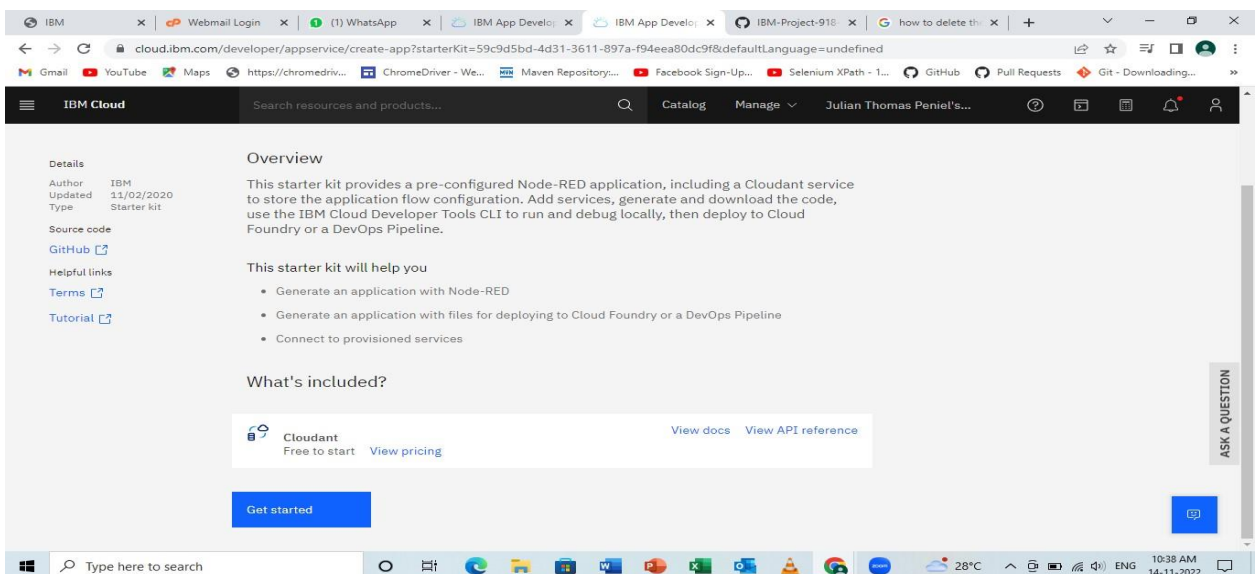 IBM
Webmail Login
(1) WhatsApp
IBM App Develop
IBM App Develop
IBM-Project-918
how to delete th
cloud.ibm.com/developer/appservice/create-app?starterKit=59c9d5bd-4d31-3611-897a-f94eea80dc9f&defaultLanguage=undefined
Gmail
YouTube
Maps
https://chromedriv...
ChromeDriver - We...
Maven Repository:...
Facebook Sign-Up...
Selenium XPath - 1...
GitHub
Pull Requests
Git - Downloading...
»
IBM Cloud
Search resources and products...
Catalog
Manage
Julian Thomas Peniel's...
Details
Author IBM
Updated 11/02/2020
Type Starter kit
Source code
GitHub
Helpful links
Terms
Tutorial
Overview
This starter kit provides a pre-configured Node-RED application, including a Cloudant service
to store the application flow configuration. Add services, generate and download the code,
use the IBM Cloud Developer Tools CLI to run and debug locally, then deploy to Cloud
Foundry or a DevOps Pipeline.
This starter kit will help you
• Generate an application with Node-RED
• Generate an application with files for deploying to Cloud Foundry or a DevOps Pipeline
• Connect to provisioned services
What's included?
Cloudant
Free to start View pricing
View docs View API reference
Get started
ASK A QUESTION
Type here to search
zoom
28°C
ENG
10:38 AM
14-11-2022